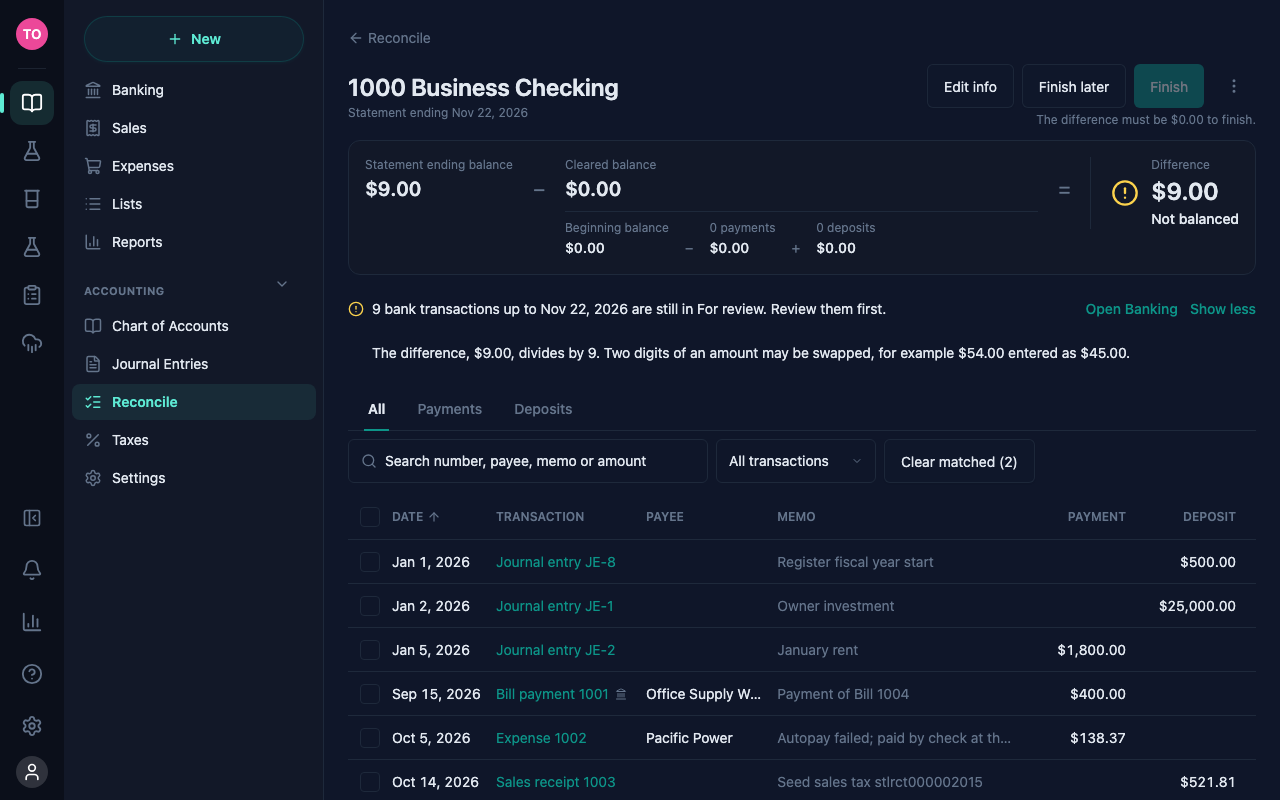 TO
New
Banking
Sales
Expenses
Lists
Reports
ACCOUNTING
Chart of Accounts
Journal Entries
Reconcile
Taxes
Settings
Reconcile
1000 Business Checking
Statement ending Nov 22, 2026
Edit info
Finish later
Finish
The difference must be $0.00 to finish.
Statement ending balance
$9.00
–
Cleared balance
$0.00
Beginning balance
$0.00
–
0 payments
$0.00
+
0 deposits
$0.00
=
Difference
$9.00
Not balanced
9 bank transactions up to Nov 22, 2026 are still in For review. Review them first.
Open Banking Show less
The difference, $9.00, divides by 9. Two digits of an amount may be swapped, for example $54.00 entered as $45.00.
All Payments Deposits
Search number, payee, memo or amount
All transactions
Clear matched (2)
DATE TRANSACTION PAYEE MEMO PAYMENT DEPOSIT
Jan 1, 2026 Journal entry JE-8 Register fiscal year start $500.00
Jan 2, 2026 Journal entry JE-1 Owner investment $25,000.00
Jan 5, 2026 Journal entry JE-2 January rent $1,800.00
Sep 15, 2026 Bill payment 1001 Office Supply W... Payment of Bill 1004 $400.00
Oct 5, 2026 Expense 1002 Pacific Power Autopay failed; paid by check at th... $138.37
Oct 14, 2026 Sales receipt 1003 Seed sales tax stlrct000002015 $521.81